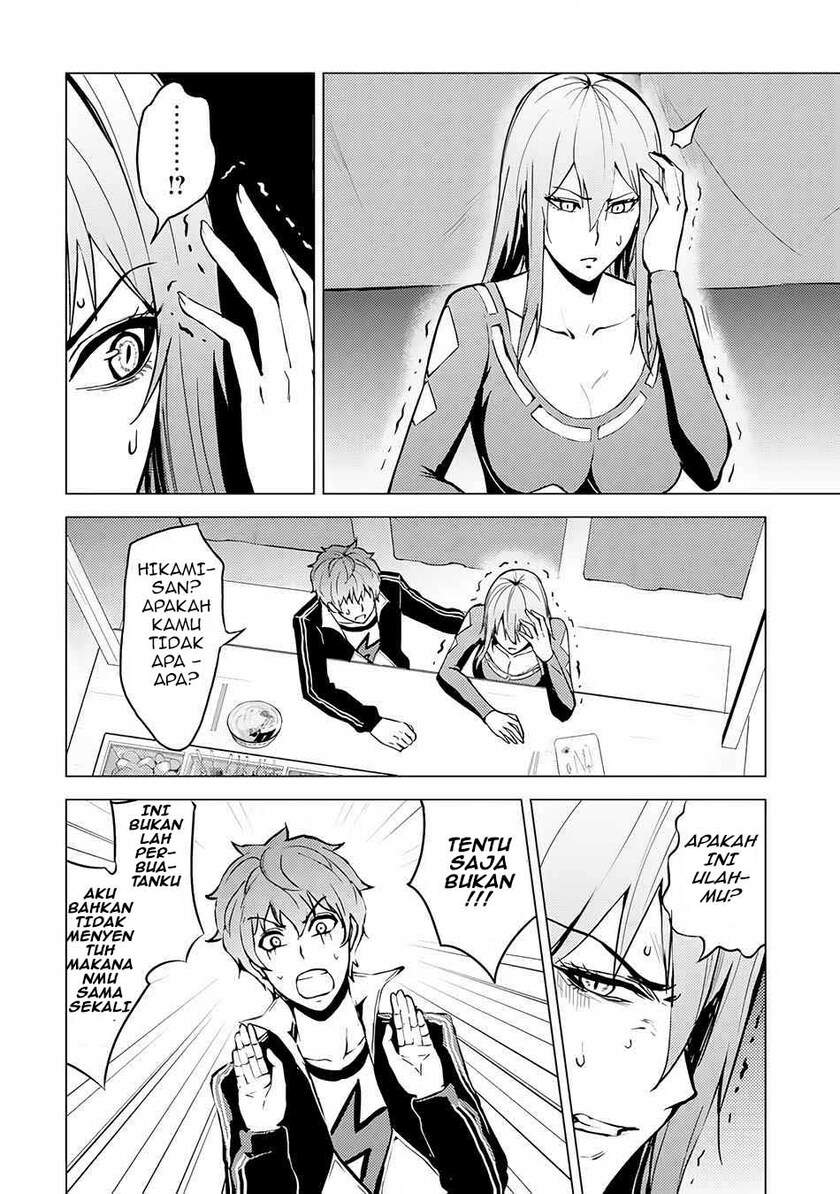 .........
!?
HIKAMI-
SAN?
APAKAH
KAMU
TIDAK
APA -
APA?
APAKAH
INI
ULAH-
MU?
TENTU
SAJA
BUKAN
!!!
INI
BUKAN
LAH
PER-
BUA-
TANKU
AKU
BAHKAN
TIDAK
MENYEN
TUH
MAKANA
NMU
SAMA
SEKALI